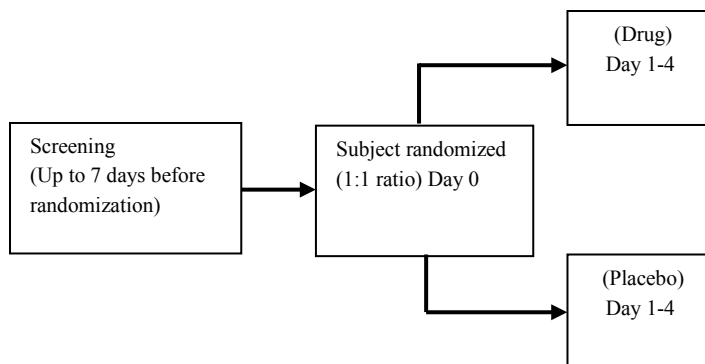 Screening
(Up to 7 days before
randomization)
Subject randomized
(1:1 ratio) Day 0
(Drug)
Day 1-4
(Placebo)
Day 1-4